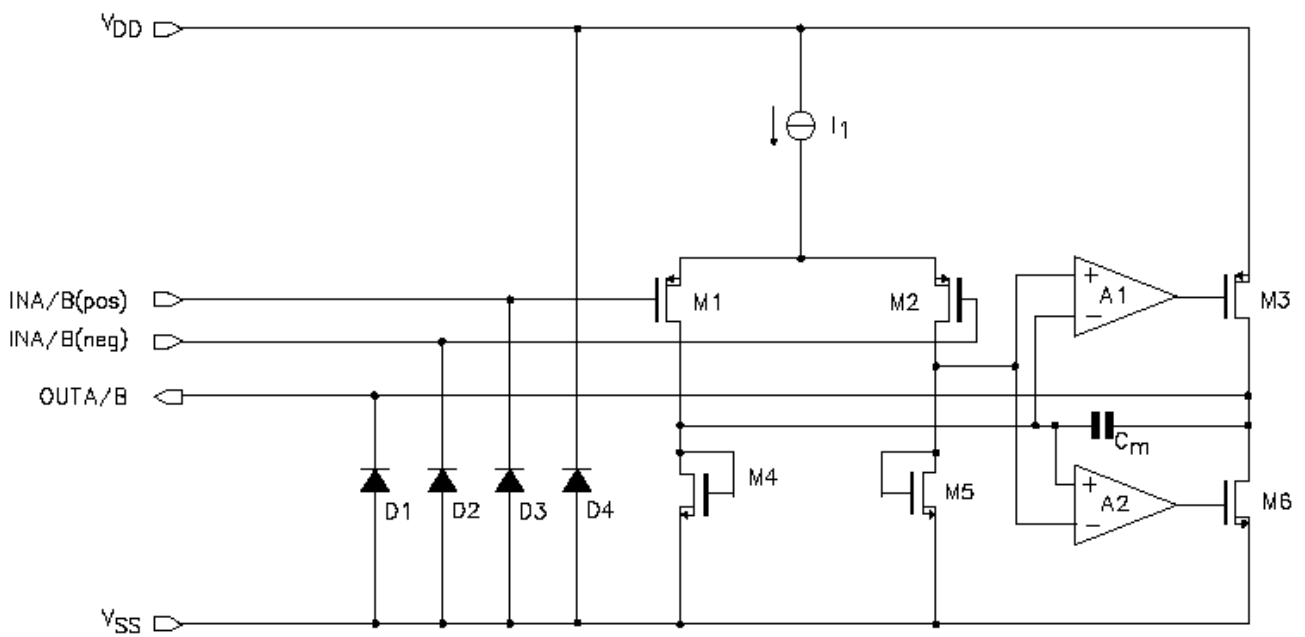 VDD
I1
INA/B(pos)
M1
M2
+
A1
−
M3
INA/B(neg)
OUTA/B
Cm
D1
D2
D3
D4
M4
M5
+
A2
−
M6
VSS